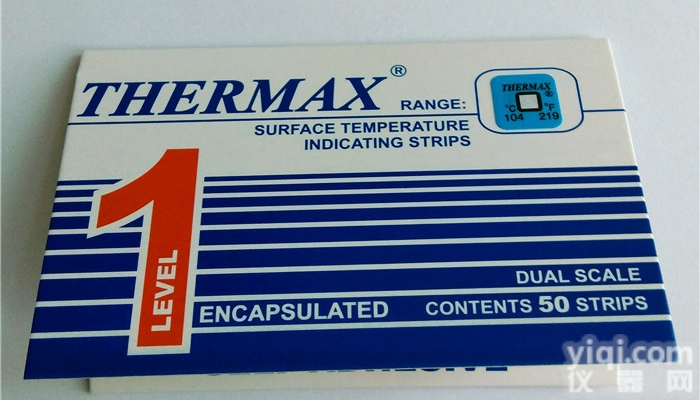 THERMAX ®
RANGE:
THERMAX ®
°C °F
104 219
SURFACE TEMPERATURE
INDICATING STRIPS
1
LEVEL
ENCAPSULATED
DUAL SCALE
CONTENTS 50 STRIPS
yiqi.com
仪器网